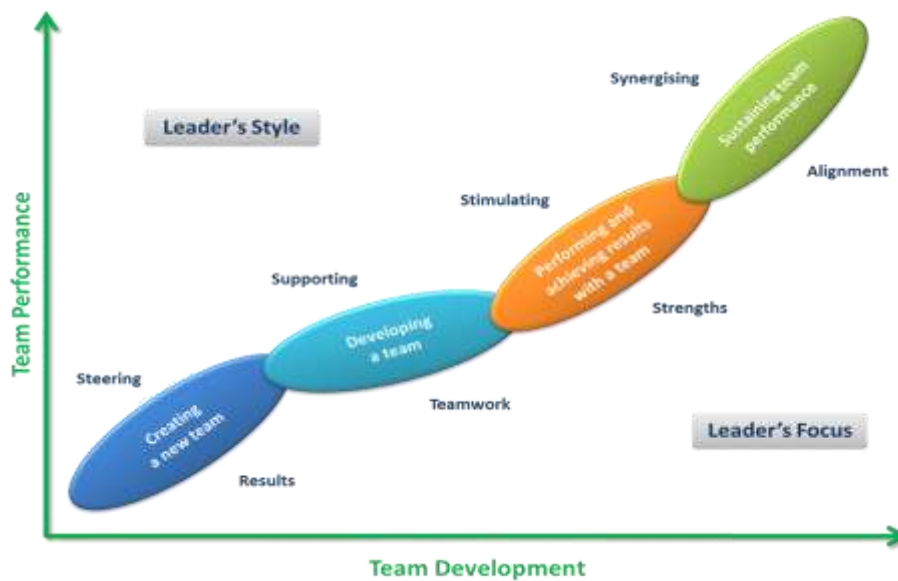 Synergising
Sustaining team
performance
Leader's Style
Alignment
Stimulating
Performing and
achieving results
with a team
Supporting
Strengths
Developing
a team
Team Performance
Steering
Teamwork
Creating
a new team
Leader's Focus
Results
Team Development